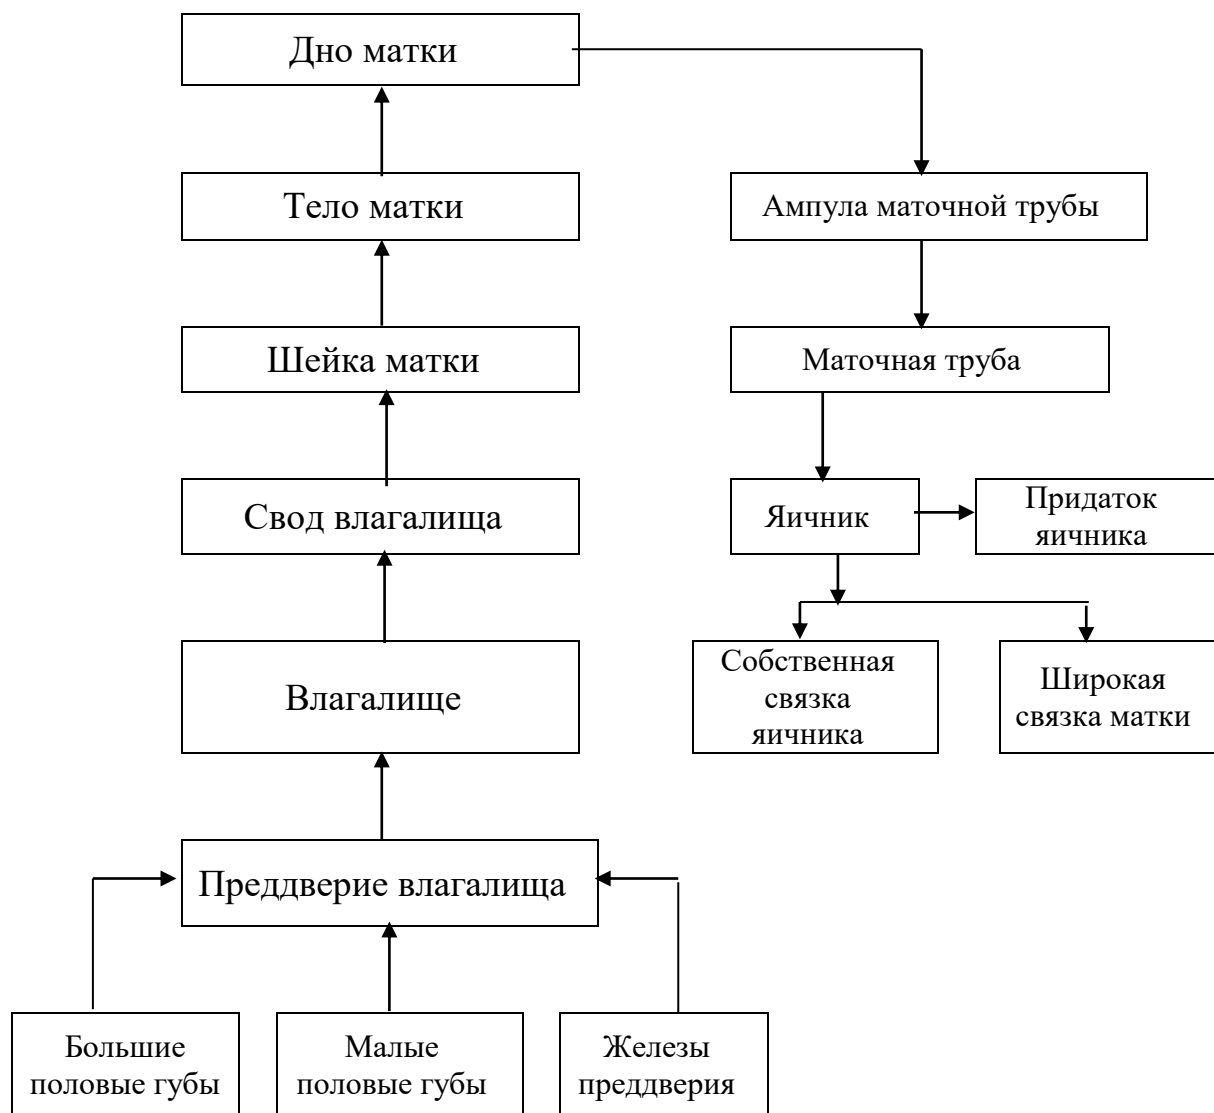 Дно матки
Тело матки
Ампула маточной трубы
Шейка матки
Маточная труба
Свод влагалища
Яичник
Придаток
яичника
Влагалище
Собственная
связка
яичника
Широкая
связка матки
Преддверие влагалища
Большие
половые губы
Малые
половые губы
Железы
преддверия